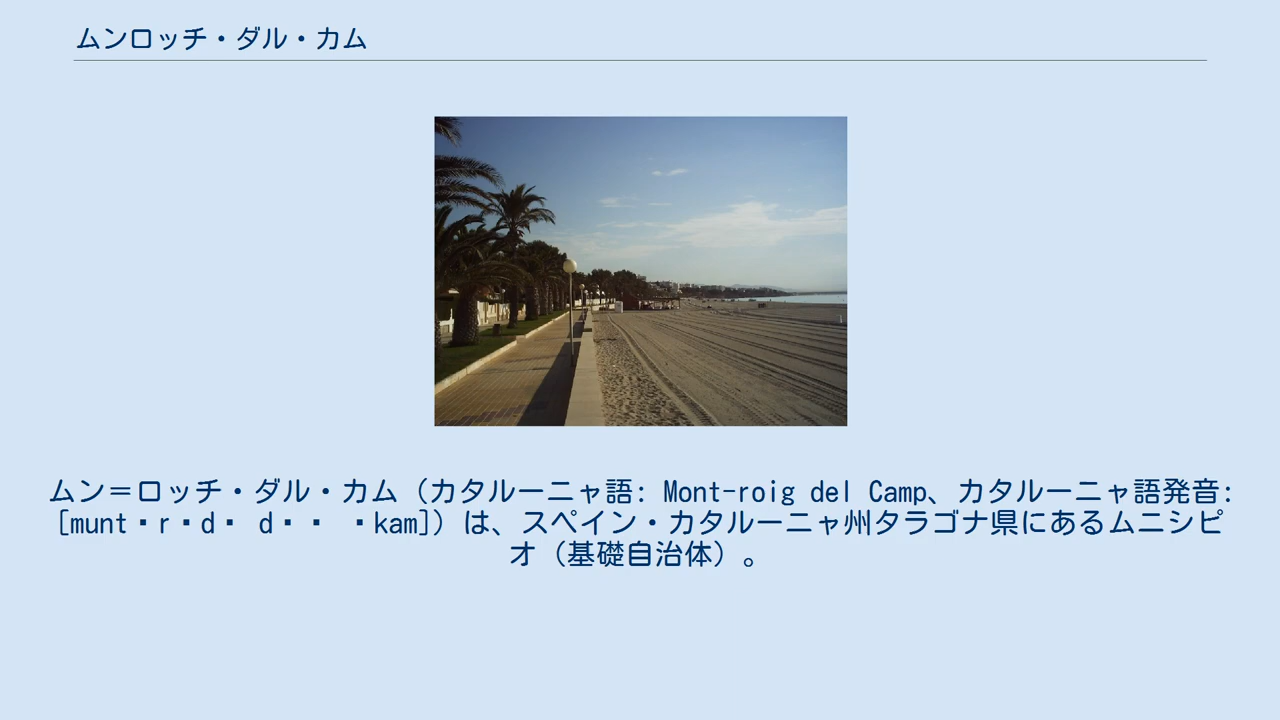 ムンロッチ・ダル・カム
ムン＝ロッチ・ダル・カム（カタルーニャ語: Mont-roig del Camp、カタルーニャ語発音:
[munt▪r▪d▪ d▪▪ ▪kam]）は、スペイン・カタルーニャ州タラゴナ県にあるムニシピ
オ（基礎自治体）。